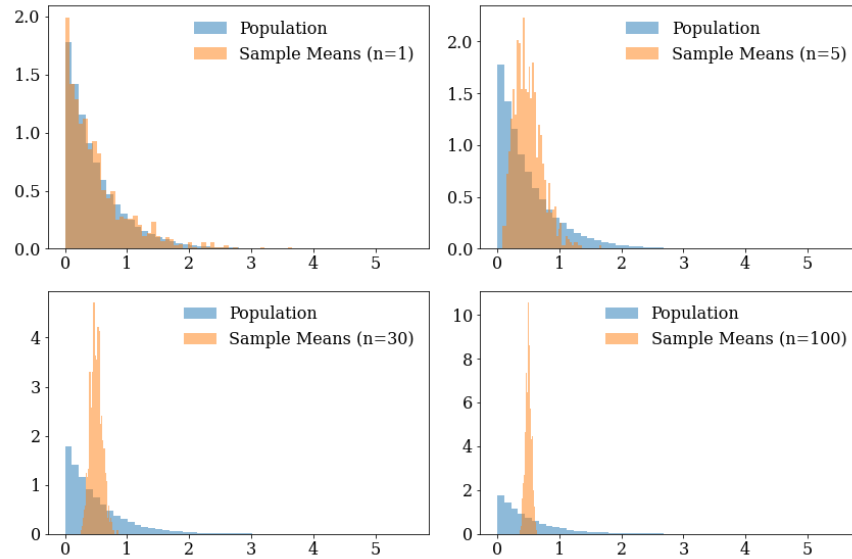 2.0
1.5
1.0
0.5
0.0
0 1 2 3 4 5
Population
Sample Means (n=1)
2.0
1.5
1.0
0.5
0.0
0 1 2 3 4 5
Population
Sample Means (n=5)
4
3
2
1
0
0 1 2 3 4 5
Population
Sample Means (n=30)
10
8
6
4
2
0
0 1 2 3 4 5
Population
Sample Means (n=100)